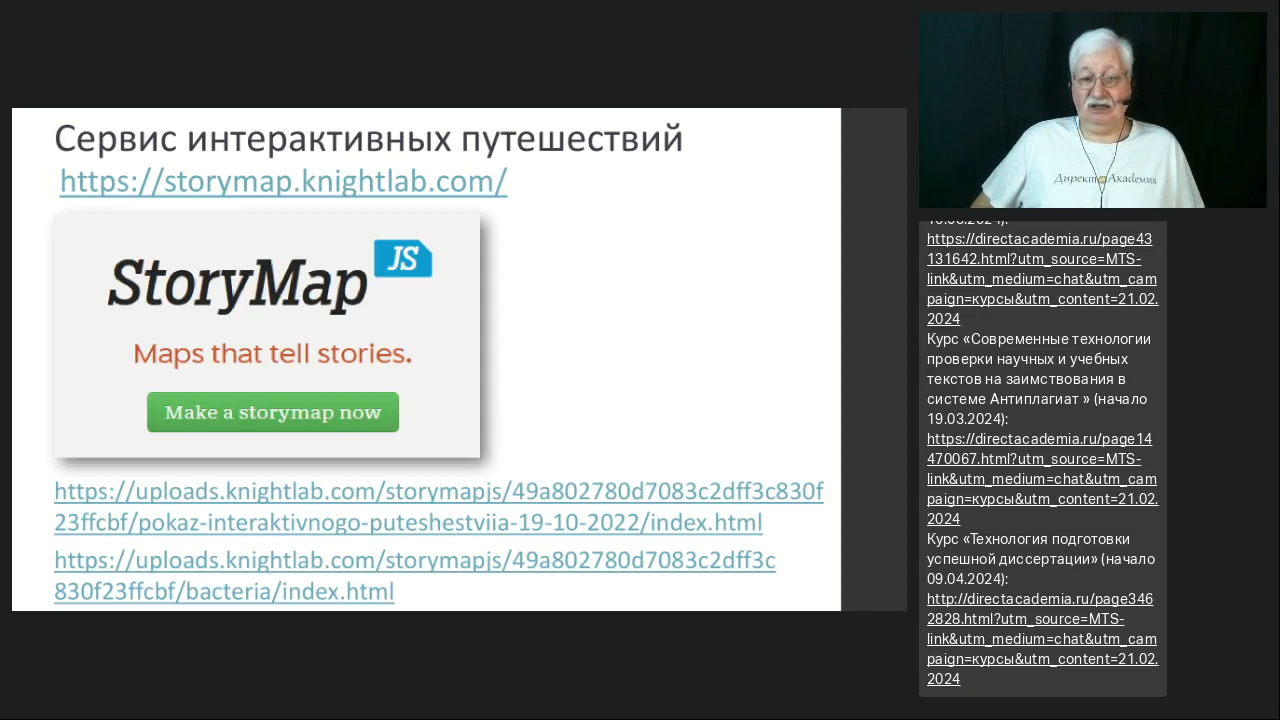 Сервис интерактивных путешествий
https://storymap.knightlab.com/
StoryMap JS
Maps that tell stories.
Make a storymap now
https://uploads.knightlab.com/storymapjs/49a802780d7083c2dff3c830f
23ffcbf/pokaz-interaktivnogo-puteshestviia-19-10-2022/index.html
https://uploads.knightlab.com/storymapjs/49a802780d7083c2dff3c
830f23ffcbf/bacteria/index.html
Директ Академия
https://directacademia.ru/page43
131642.html?utm_source=MTS-
link&utm_medium=chat&utm_cam
paign=курсы&utm_content=21.02.
2024
Курс «Современные технологии
проверки научных и учебных
текстов на заимствования в
системе Антиплагиат » (начало
19.03.2024):
https://directacademia.ru/page14
470067.html?utm_source=MTS-
link&utm_medium=chat&utm_cam
paign=курсы&utm_content=21.02.
2024
Курс «Технология подготовки
успешной диссертации» (начало
09.04.2024):
http://directacademia.ru/page346
2828.html?utm_source=MTS-
link&utm_medium=chat&utm_cam
paign=курсы&utm_content=21.02.
2024